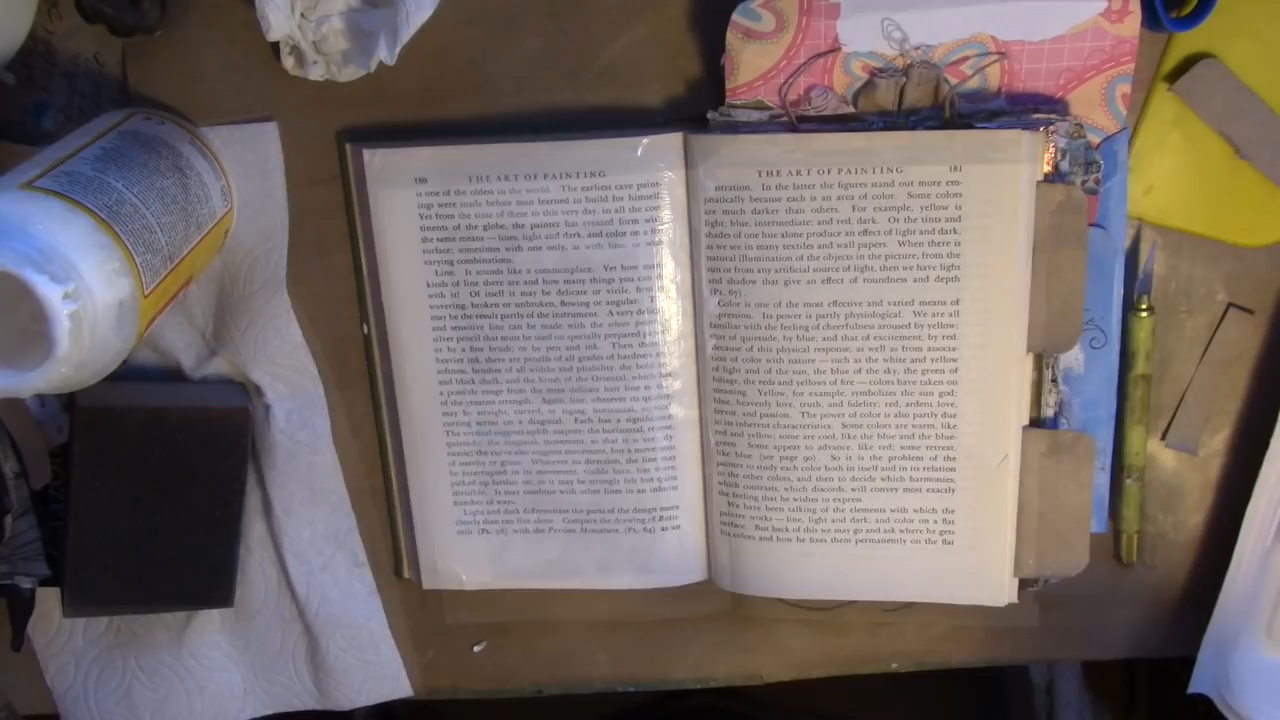 180 THE ART OF PAINTING
is one of the oldest in the world. The earliest cave paint-
ings were made before man learned to build for himself.
Yet from the time of these to this very day, in all the con-
tinents of the globe, the painter has created form with
the same means — lines, light and dark, and color on a flat
surface; sometimes with only one, as with line, or with
varying combinations.
Line. It sounds like a commonplace. Yet how many
kinds of line there are and how many things you can do
with it! Of itself it may be delicate or virile, firm or
wavering, broken or unbroken, flowing or angular. This
may be the result partly of the instrument. A very delicate
and sensitive line can be made with the silver point, a
silver pencil that must be used on specially prepared paper
or by a fine brush; or by pen and ink. Then there
heavier ink, there are pencils of all grades of hardness and
softness, brushes of all widths and pliability, the bold
and black chalk, and the brush of the Oriental, which has
a possible range from the most delicate hair line to
of the greatest strength. Again, line, whatever its quality,
may be straight, curved, or zigzag, horizontal, vertical,
cutting across on a diagonal. Each has a significance.
The vertical suggests uplift, majesty; the horizontal, repose,
quietude; the diagonal, movement, so that it is very dy-
namic; the curve also suggests movement, but a movement
of suavity or grace. Whatever its direction, the line may
be interrupted in its movement, visible here, lost there,
picked up farther on; so it may be strongly felt but quite
invisible. It may combine with other lines in an infinite
number of ways.
Light and dark differentiate the parts of the design more
clearly than can line alone. Compare the drawing of Botti-
celli (PL. 58) with the Persian Miniature (PL. 64) as an
THE ART OF PAINTING 181
ustration. In the latter the figures stand out more em-
phatically because each is an area of color. Some colors
are much darker than others. For example, yellow is
light; blue, intermediate; and red, dark. Or the tints and
shades of one hue alone produce an effect of light and dark,
as we see in many textiles and wall papers. When there is
natural illumination of the objects in the picture, from the
sun or from any artificial source of light, then we have light
and shadow that give an effect of roundness and depth
(PL. 67).
Color is one of the most effective and varied means of
xpression. Its power is partly physiological. We are all
familiar with the feeling of cheerfulness aroused by yellow;
that of quietude, by blue; and that of excitement, by red.
Because of this physical response, as well as from associa-
tion of color with nature — such as the white and yellow
of light and of the sun, the blue of the sky, the green of
foliage, the reds and yellows of fire — colors have taken on
meaning. Yellow, for example, symbolizes the sun god;
blue, heavenly love, truth, and fidelity; red, ardent love,
fervor, and passion. The power of color is also partly due
to its inherent characteristics. Some colors are warm, like
red and yellow; some are cool, like the blue and the blue-
green. Some appear to advance, like red; some retreat,
like blue (see page 90). So it is the problem of the
painter to study each color both in itself and in its relation
to the other colors, and then to decide which harmonies,
which contrasts, which discords, will convey most exactly
the feeling that he wishes to express.
We have been talking of the elements with which the
painter works — line, light and dark, and color on a flat
surface. But back of this we may go and ask where he gets
his colors and how he fixes them permanently on the flat